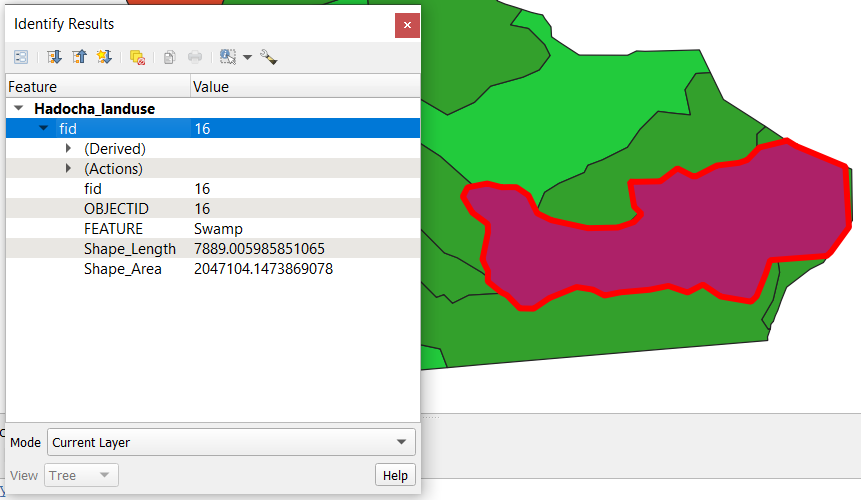 Identify Results
Feature Value
Hadocha_landuse
fid 16
(Derived)
(Actions)
fid 16
OBJECTID 16
FEATURE Swamp
Shape_Length 7889.005985851065
Shape_Area 2047104.1473869078
Mode Current Layer
View Tree Help